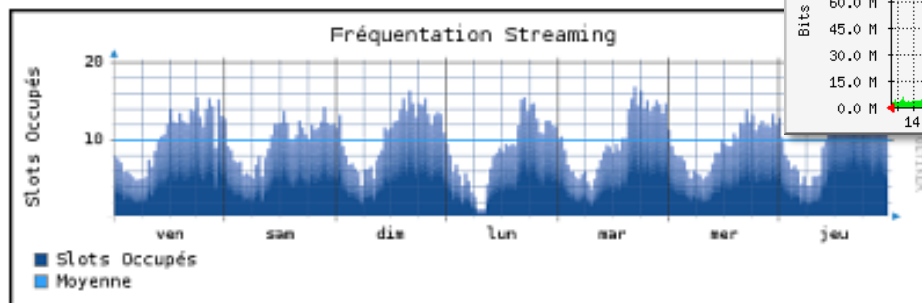 Fréquentation Streaming
Slots Occupés
20
10
ven sam dim lun mar mer jeu
Slots Occupés
Moyenne
Bits
60.0 M
45.0 M
30.0 M
15.0 M
0.0 M
14